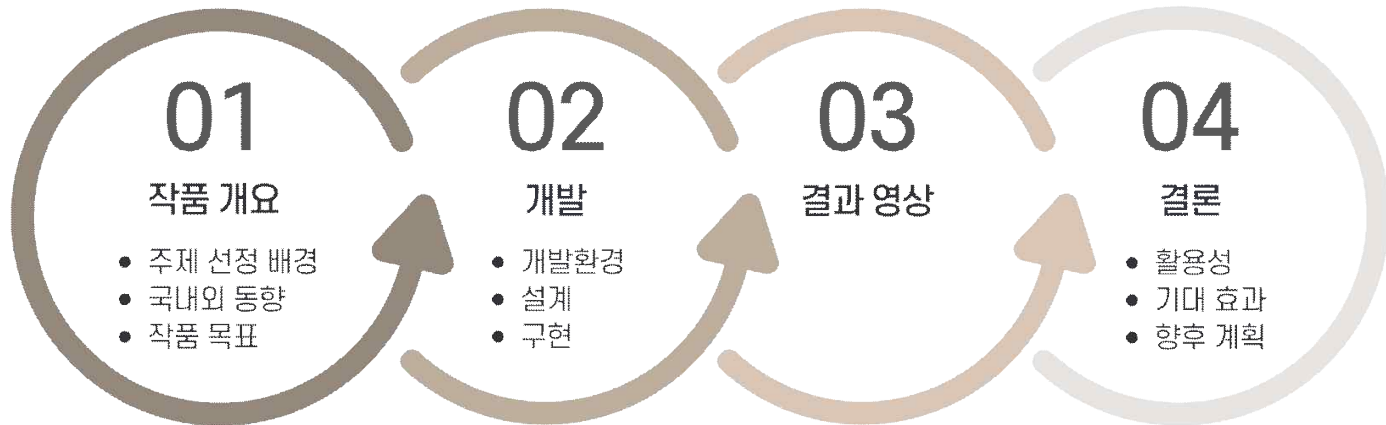 01
작품 개요
• 주제 선정 배경
• 국내외 동향
• 작품 목표
02
개발
• 개발환경
• 설계
• 구현
03
결과 영상
04
결론
• 활용성
• 기대 효과
• 향후 계획